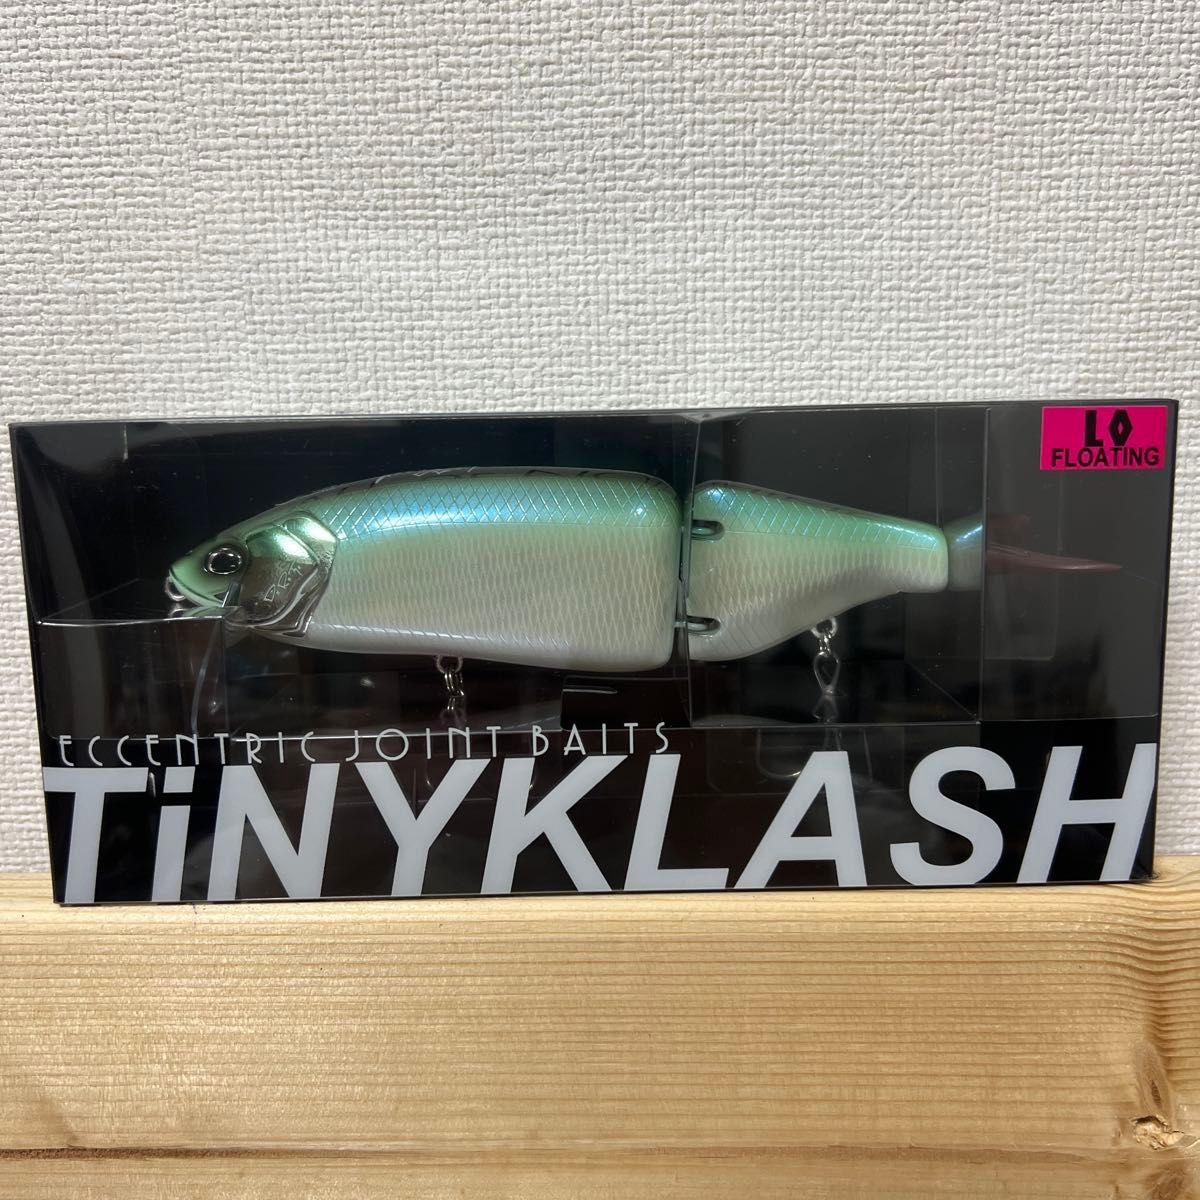 LO
FLOATING
ECCENTRIC JOINT BAITS
TiNYKLASH